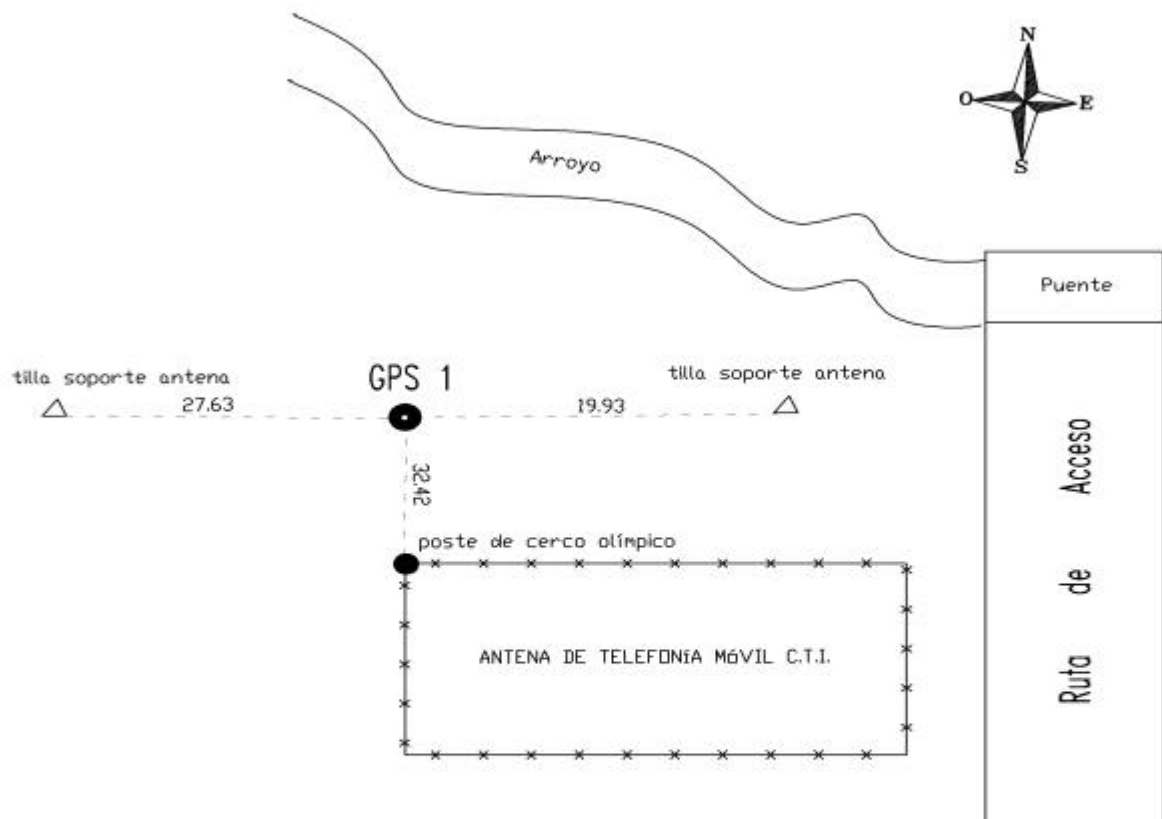 N
O
E
S
Arroyo
Puente
tilla soporte antena
GPS 1
tilla soporte antena
27.63
19.93
32.42
poste de cerco olímpico
ANTENA DE TELEFONíA MóVIL C.T.I.
Ruta de Acceso